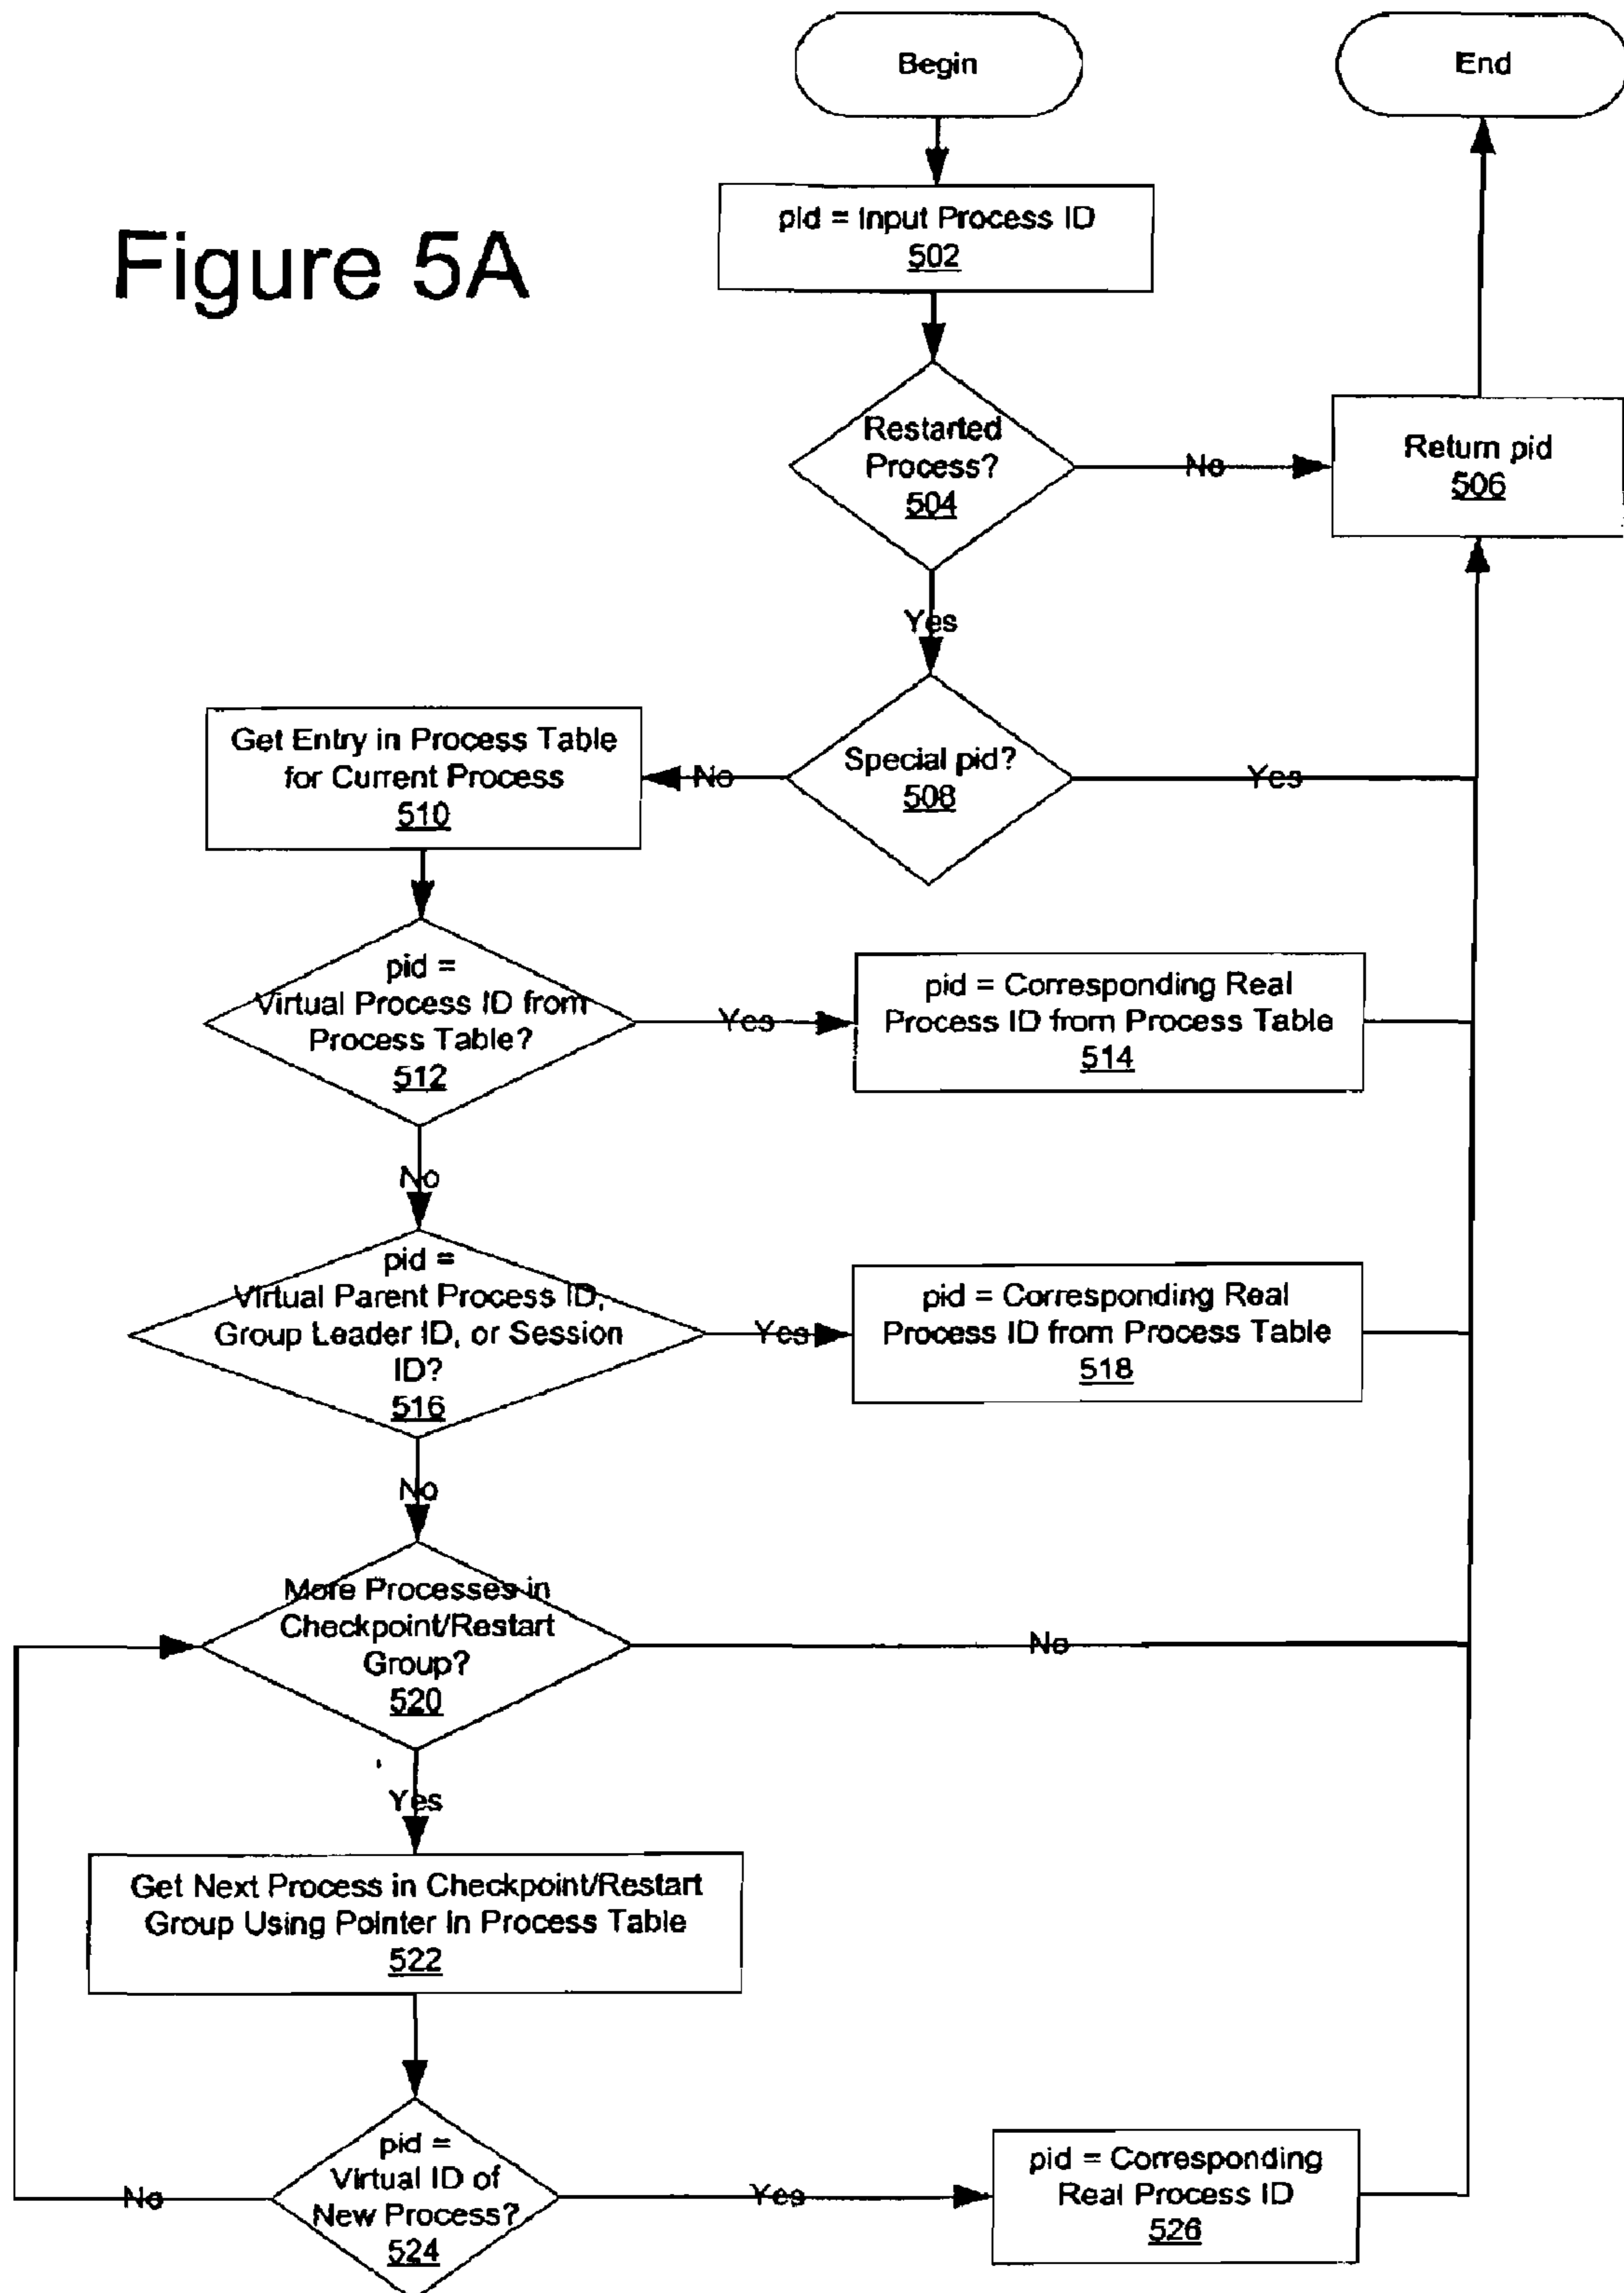 Begin
End
Figure 5A
pid = Input Process ID
502
Restarted
Process?
504
No
Return pid
506
Yes
Get Entry in Process Table
for Current Process
510
No
Special pid?
508
Yes
pid =
Virtual Process ID from
Process Table?
512
Yes
pid = Corresponding Real
Process ID from Process Table
514
No
pid =
Virtual Parent Process ID,
Group Leader ID, or Session
ID?
516
Yes
pid = Corresponding Real
Process ID from Process Table
518
No
More Processes in
Checkpoint/Restart
Group?
520
No
Yes
Get Next Process in Checkpoint/Restart
Group Using Pointer in Process Table
522
No
pid =
Virtual ID of
New Process?
524
Yes
pid = Corresponding
Real Process ID
526